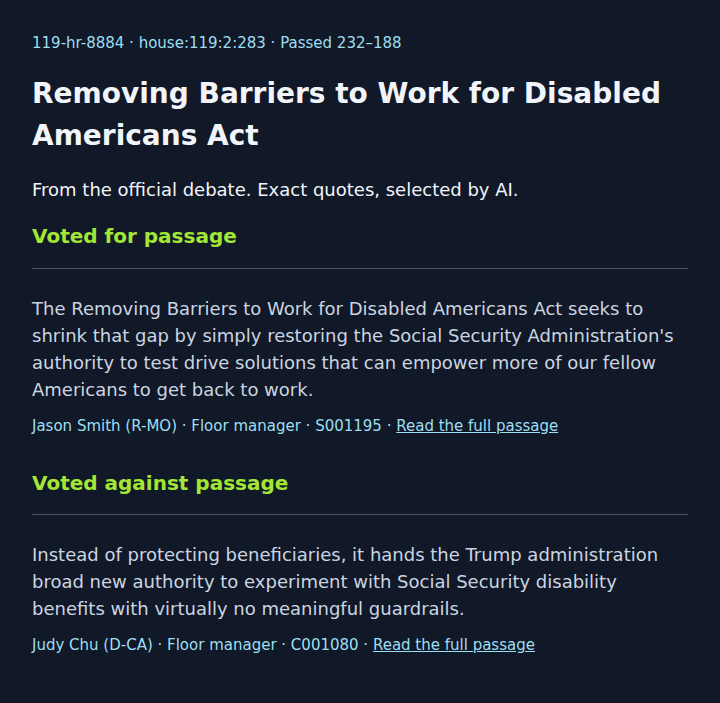 119-hr-8884 · house:119:2:283 · Passed 232–188
Removing Barriers to Work for Disabled
Americans Act
From the official debate. Exact quotes, selected by AI.
Voted for passage
The Removing Barriers to Work for Disabled Americans Act seeks to
shrink that gap by simply restoring the Social Security Administration's
authority to test drive solutions that can empower more of our fellow
Americans to get back to work.
Jason Smith (R-MO) · Floor manager · S001195 · Read the full passage
Voted against passage
Instead of protecting beneficiaries, it hands the Trump administration
broad new authority to experiment with Social Security disability
benefits with virtually no meaningful guardrails.
Judy Chu (D-CA) · Floor manager · C001080 · Read the full passage